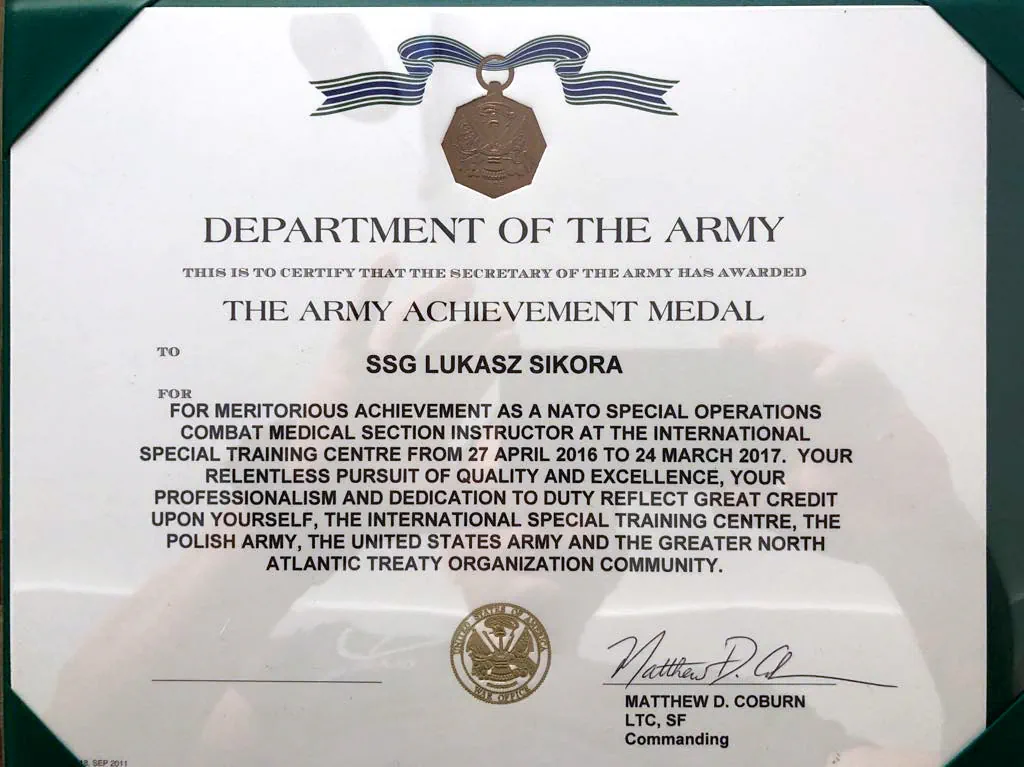 DEPARTMENT OF THE ARMY
THIS IS TO CERTIFY THAT THE SECRETARY OF THE ARMY HAS AWARDED
THE ARMY ACHIEVEMENT MEDAL
TO
SSG LUKASZ SIKORA
FOR
FOR MERITORIOUS ACHIEVEMENT AS A NATO SPECIAL OPERATIONS
COMBAT MEDICAL SECTION INSTRUCTOR AT THE INTERNATIONAL
SPECIAL TRAINING CENTRE FROM 27 APRIL 2016 TO 24 MARCH 2017. YOUR
RELENTLESS PURSUIT OF QUALITY AND EXCELLENCE, YOUR
PROFESSIONALISM AND DEDICATION TO DUTY REFLECT GREAT CREDIT
UPON YOURSELF, THE INTERNATIONAL SPECIAL TRAINING CENTRE, THE
POLISH ARMY, THE UNITED STATES ARMY AND THE GREATER NORTH
ATLANTIC TREATY ORGANIZATION COMMUNITY.
UNITED STATES OF AMERICA
WAR OFFICE
Matthew D.
MATTHEW D. COBURN
LTC, SF
Commanding
SEP 2011